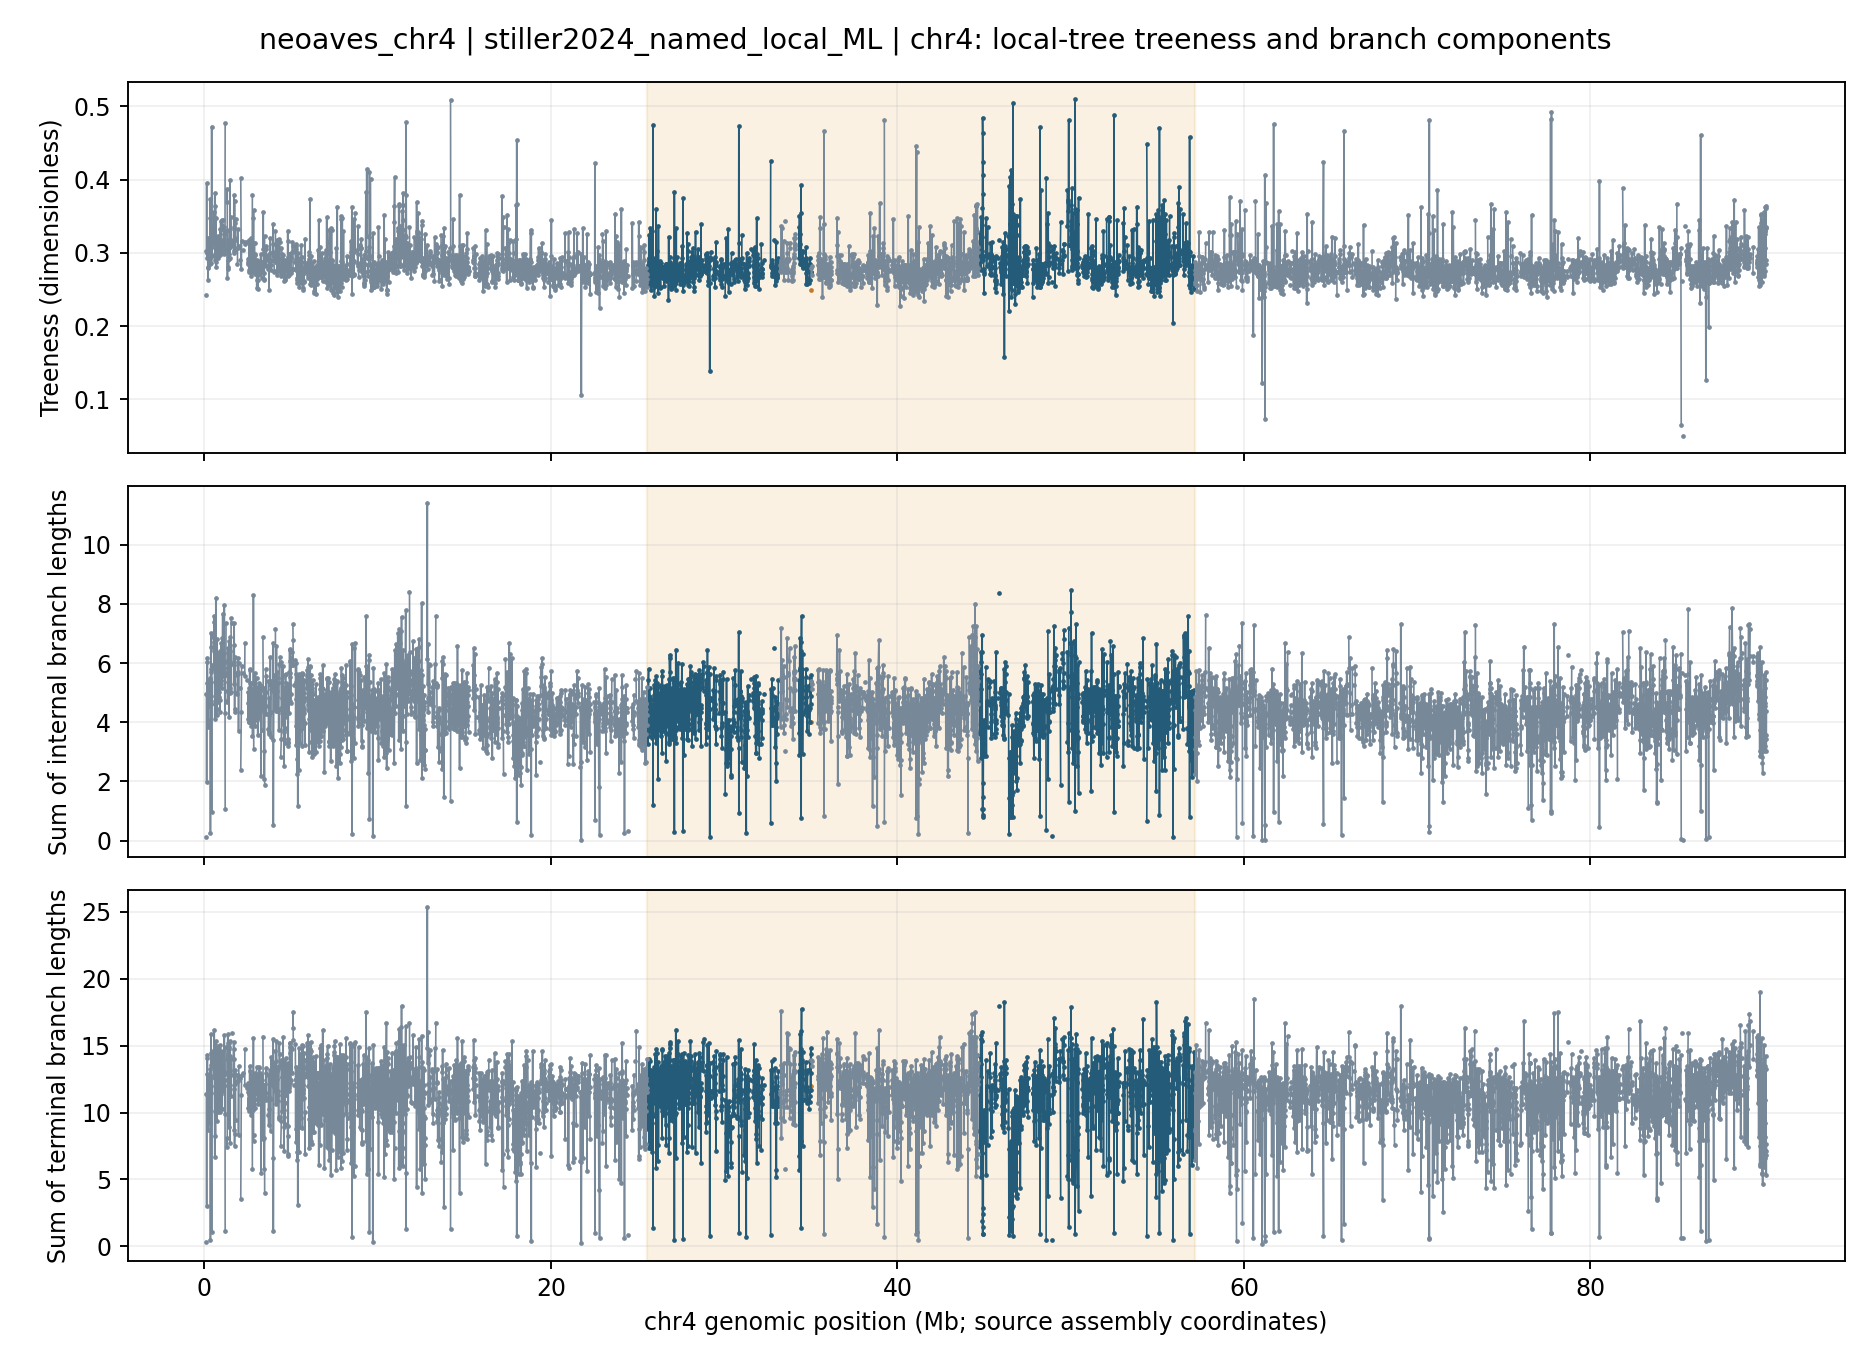 neoaves_chr4 | stiller2024_named_local_ML | chr4: local-tree treeness and branch components
Treeness (dimensionless)
0.5
0.4
0.3
0.2
0.1
Sum of internal branch lengths
10
8
6
4
2
0
Sum of terminal branch lengths
25
20
15
10
5
0
0 20 40 60 80
chr4 genomic position (Mb; source assembly coordinates)